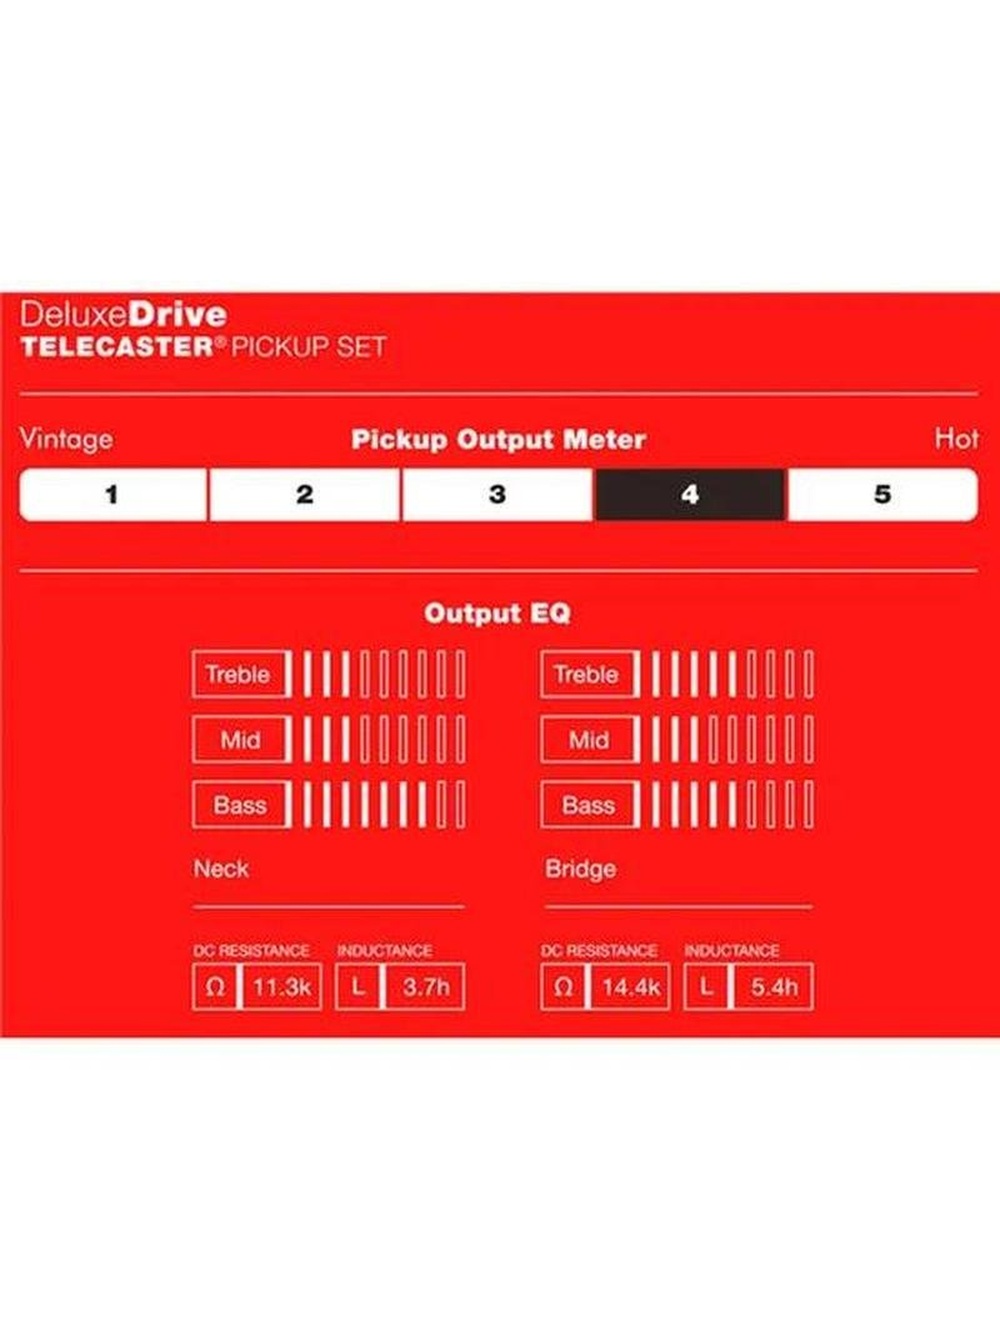 DeluxeDrive
TELECASTER® PICKUP SET
Vintage Pickup Output Meter Hot
1 2 3 4 5
Output EQ
Treble Treble
Mid Mid
Bass Bass
Neck Bridge
DC RESISTANCE INDUCTANCE DC RESISTANCE INDUCTANCE
Ω 11.3k L 3.7h Ω 14.4k L 5.4h